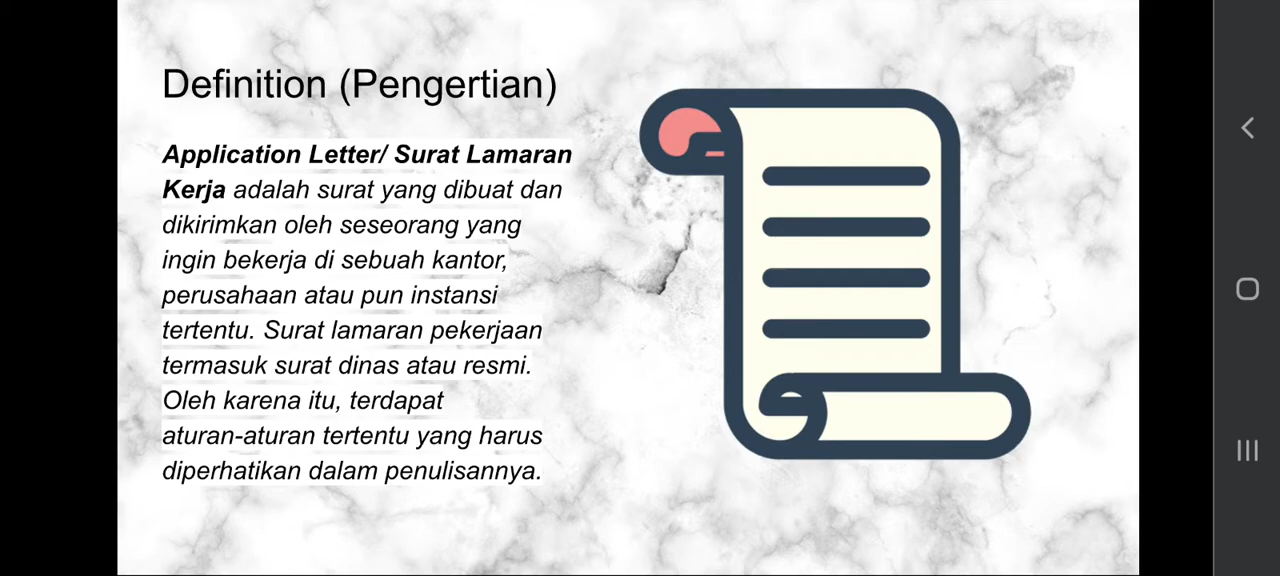 Definition (Pengertian)
Application Letter/ Surat Lamaran
Kerja adalah surat yang dibuat dan
dikirimkan oleh seseorang yang
ingin bekerja di sebuah kantor,
perusahaan atau pun instansi
tertentu. Surat lamaran pekerjaan
termasuk surat dinas atau resmi.
Oleh karena itu, terdapat
aturan-aturan tertentu yang harus
diperhatikan dalam penulisannya.